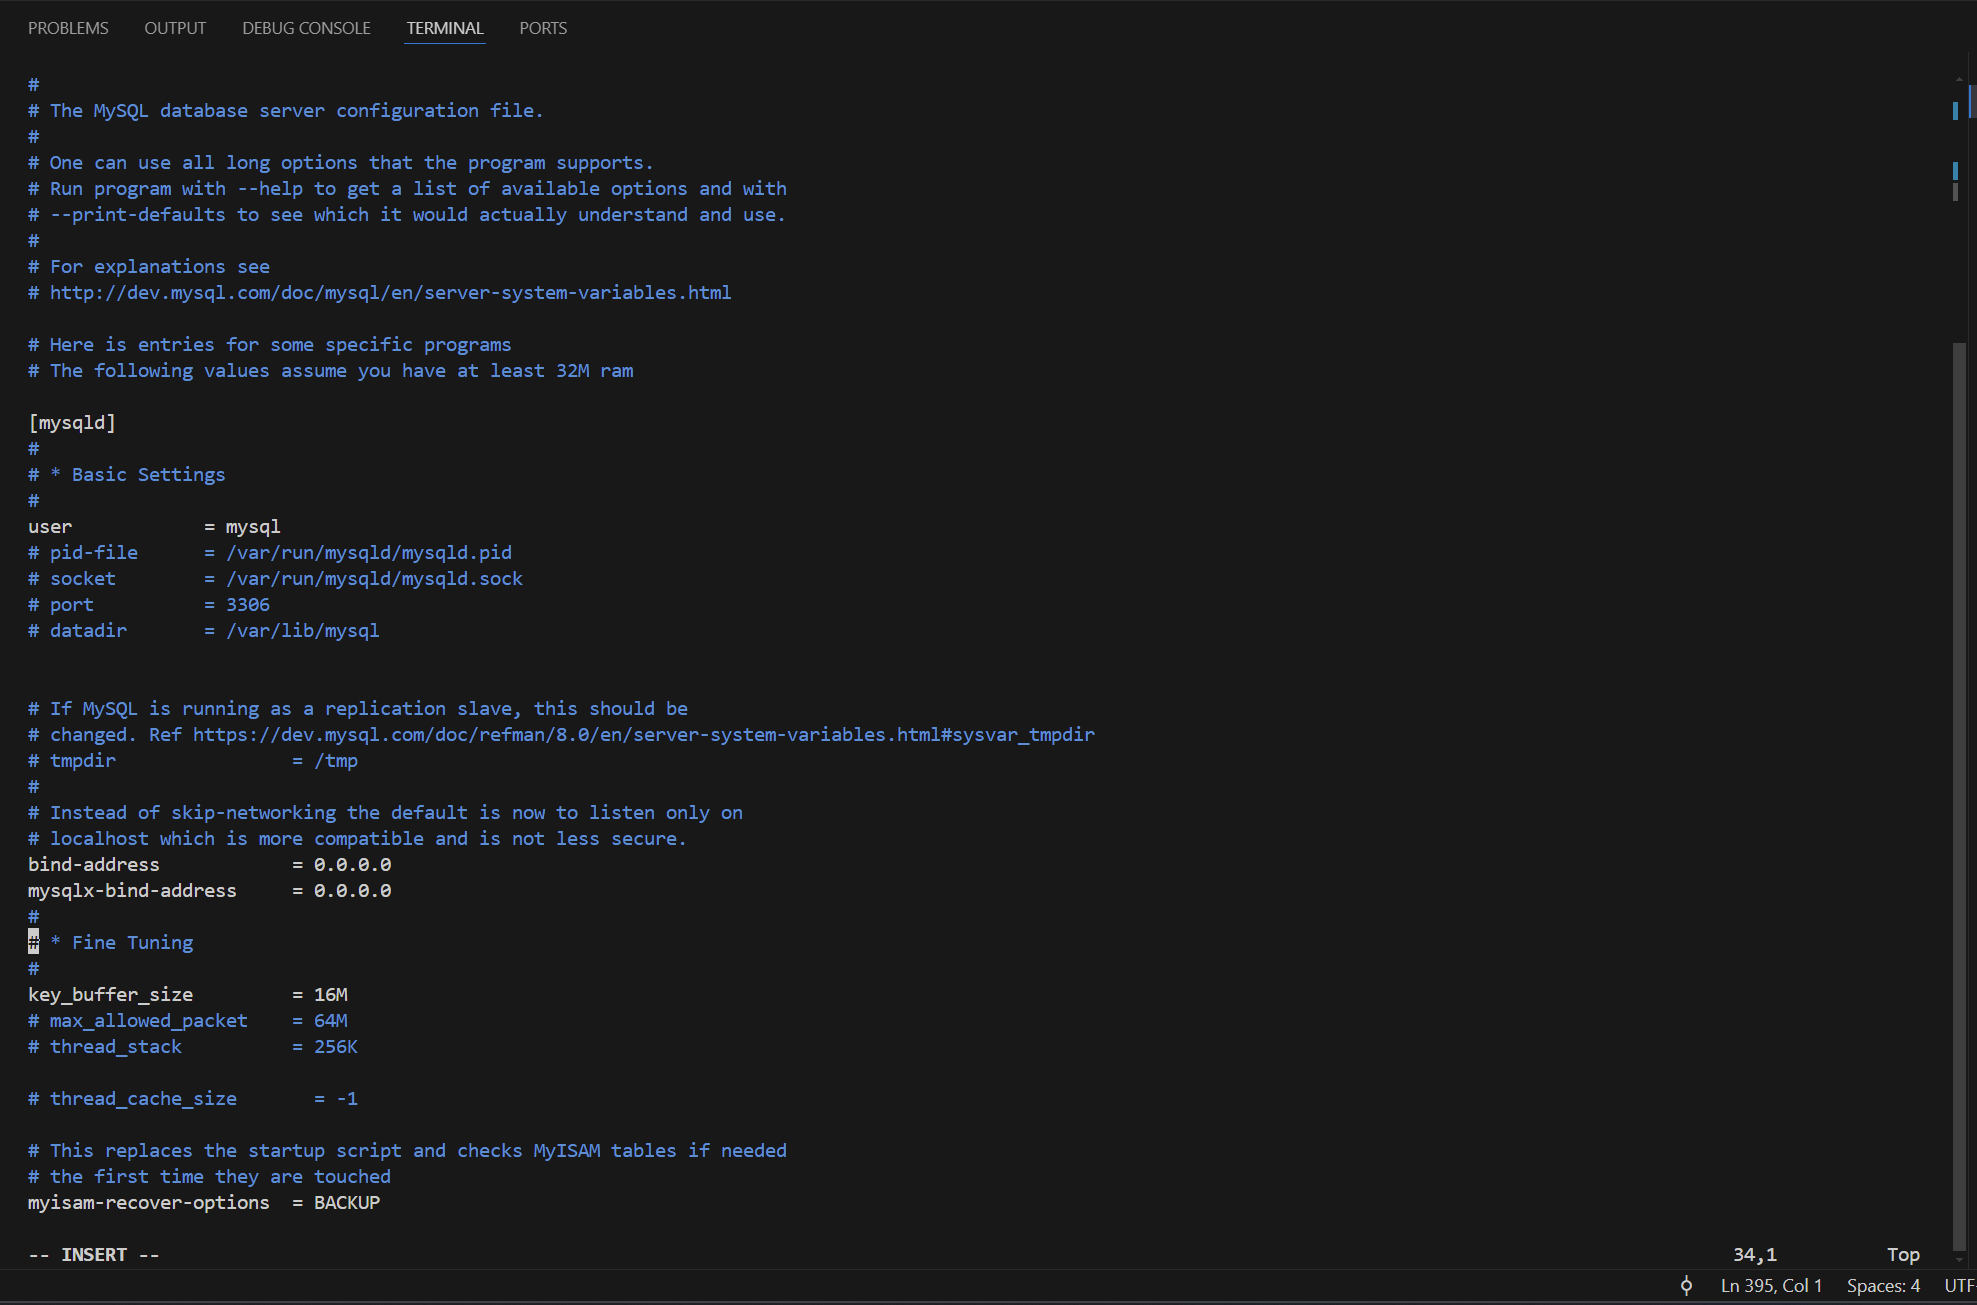 PROBLEMS OUTPUT DEBUG CONSOLE TERMINAL PORTS
#
# The MySQL database server configuration file.
#
# One can use all long options that the program supports.
# Run program with --help to get a list of available options and with
# --print-defaults to see which it would actually understand and use.
#
# For explanations see
# http://dev.mysql.com/doc/mysql/en/server-system-variables.html
# Here is entries for some specific programs
# The following values assume you have at least 32M ram
[mysqld]
#
# * Basic Settings
#
user            = mysql
# pid-file      = /var/run/mysqld/mysqld.pid
# socket        = /var/run/mysqld/mysqld.sock
# port          = 3306
# datadir       = /var/lib/mysql
# If MySQL is running as a replication slave, this should be
# changed. Ref https://dev.mysql.com/doc/refman/8.0/en/server-system-variables.html#sysvar_tmpdir
# tmpdir                = /tmp
#
# Instead of skip-networking the default is now to listen only on
# localhost which is more compatible and is not less secure.
bind-address            = 0.0.0.0
mysqlx-bind-address     = 0.0.0.0
#
# * Fine Tuning
#
key_buffer_size         = 16M
# max_allowed_packet    = 64M
# thread_stack          = 256K
# thread_cache_size       = -1
# This replaces the startup script and checks MyISAM tables if needed
# the first time they are touched
myisam-recover-options  = BACKUP
-- INSERT -- 34,1 Top
Ln 395, Col 1 Spaces: 4 UTF-